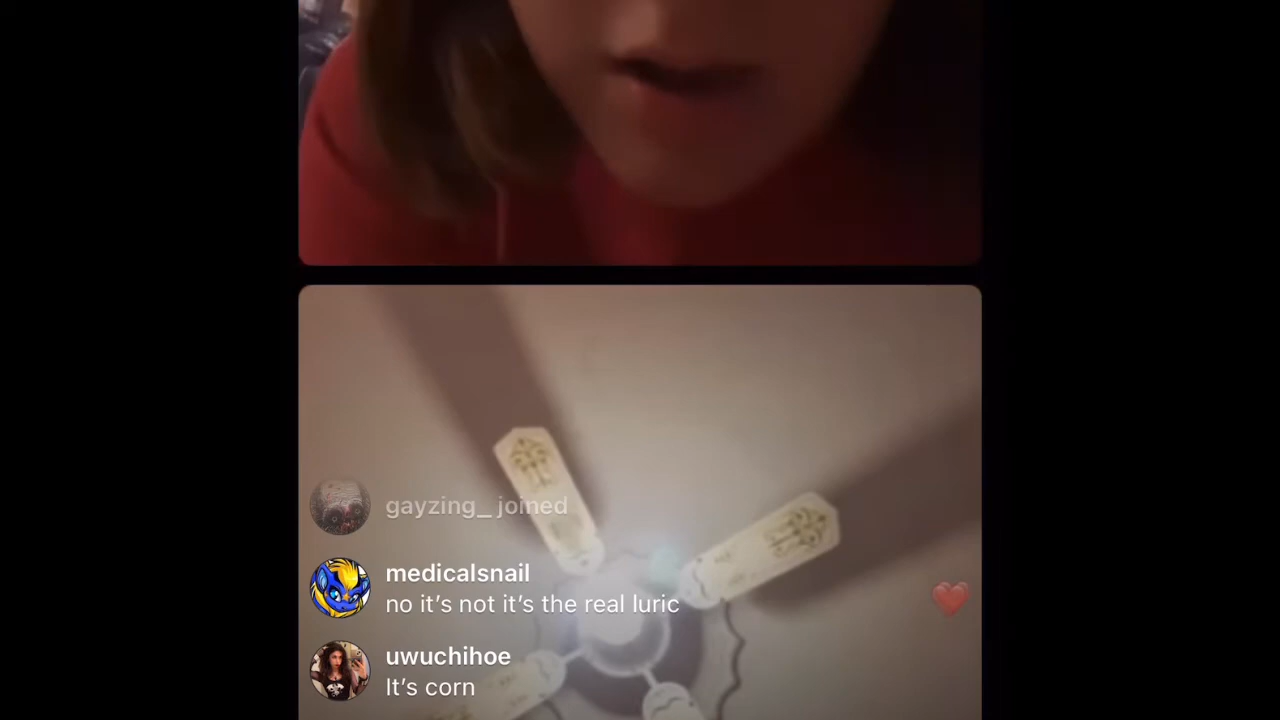 gayzing_ joined
medicalsnail
no it’s not it’s the real luric
uwuchihoe
It’s corn